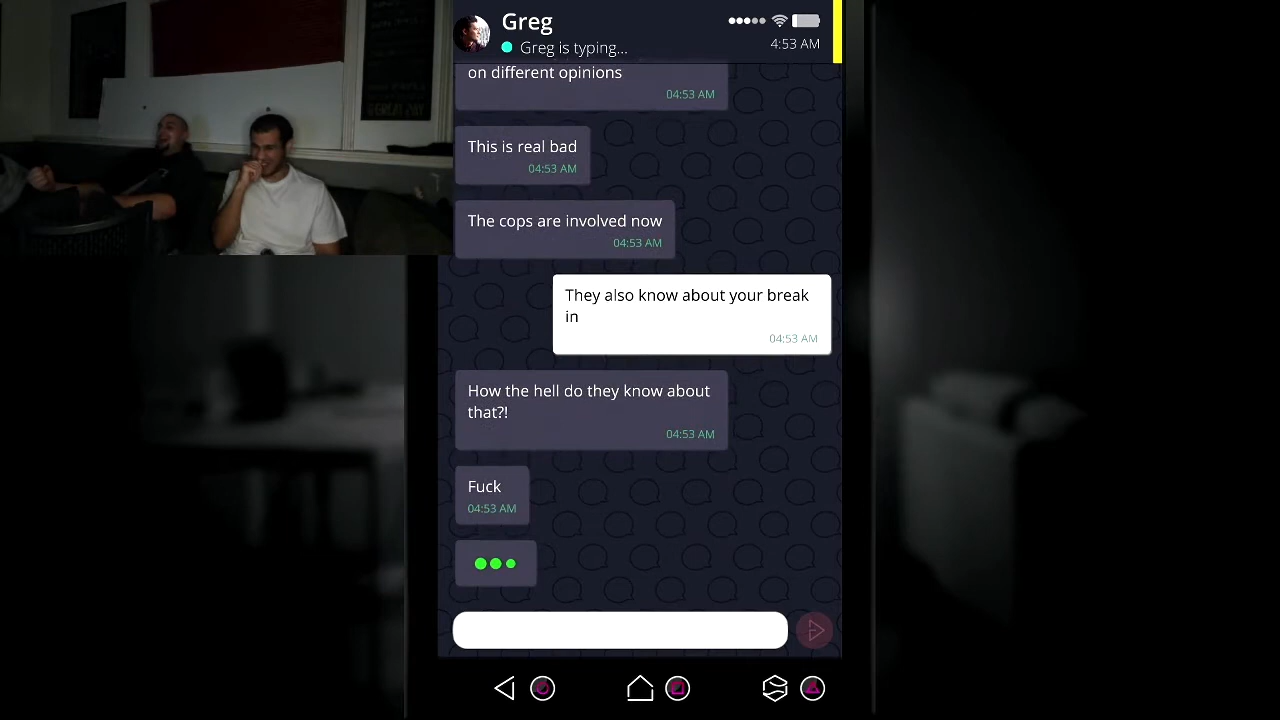 Greg
Greg is typing...
4:53 AM
on different opinions
04:53 AM
This is real bad
04:53 AM
The cops are involved now
04:53 AM
They also know about your break
in
04:53 AM
How the hell do they know about
that?!
04:53 AM
Fuck
04:53 AM